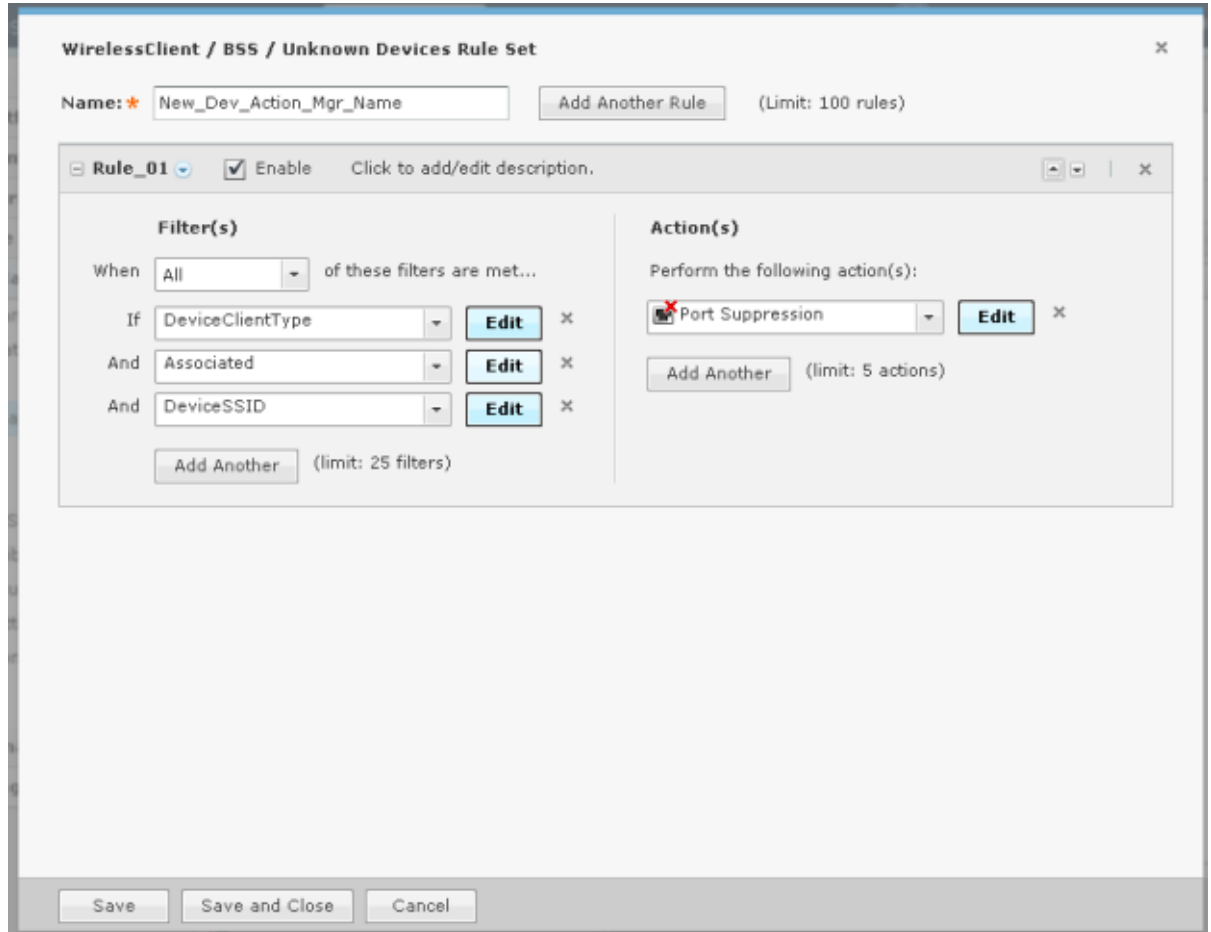 WirelessClient / BSS / Unknown Devices Rule Set
Name:* New_Dev_Action_Mgr_Name Add Another Rule (Limit: 100 rules)
Rule_01 Enable Click to add/edit description.
Filter(s)
When All of these filters are met...
If DeviceClientType Edit
And Associated Edit
And DeviceSSID Edit
Add Another (limit: 25 filters)
Action(s)
Perform the following action(s):
Port Suppression Edit
Add Another (limit: 5 actions)
Save Save and Close Cancel